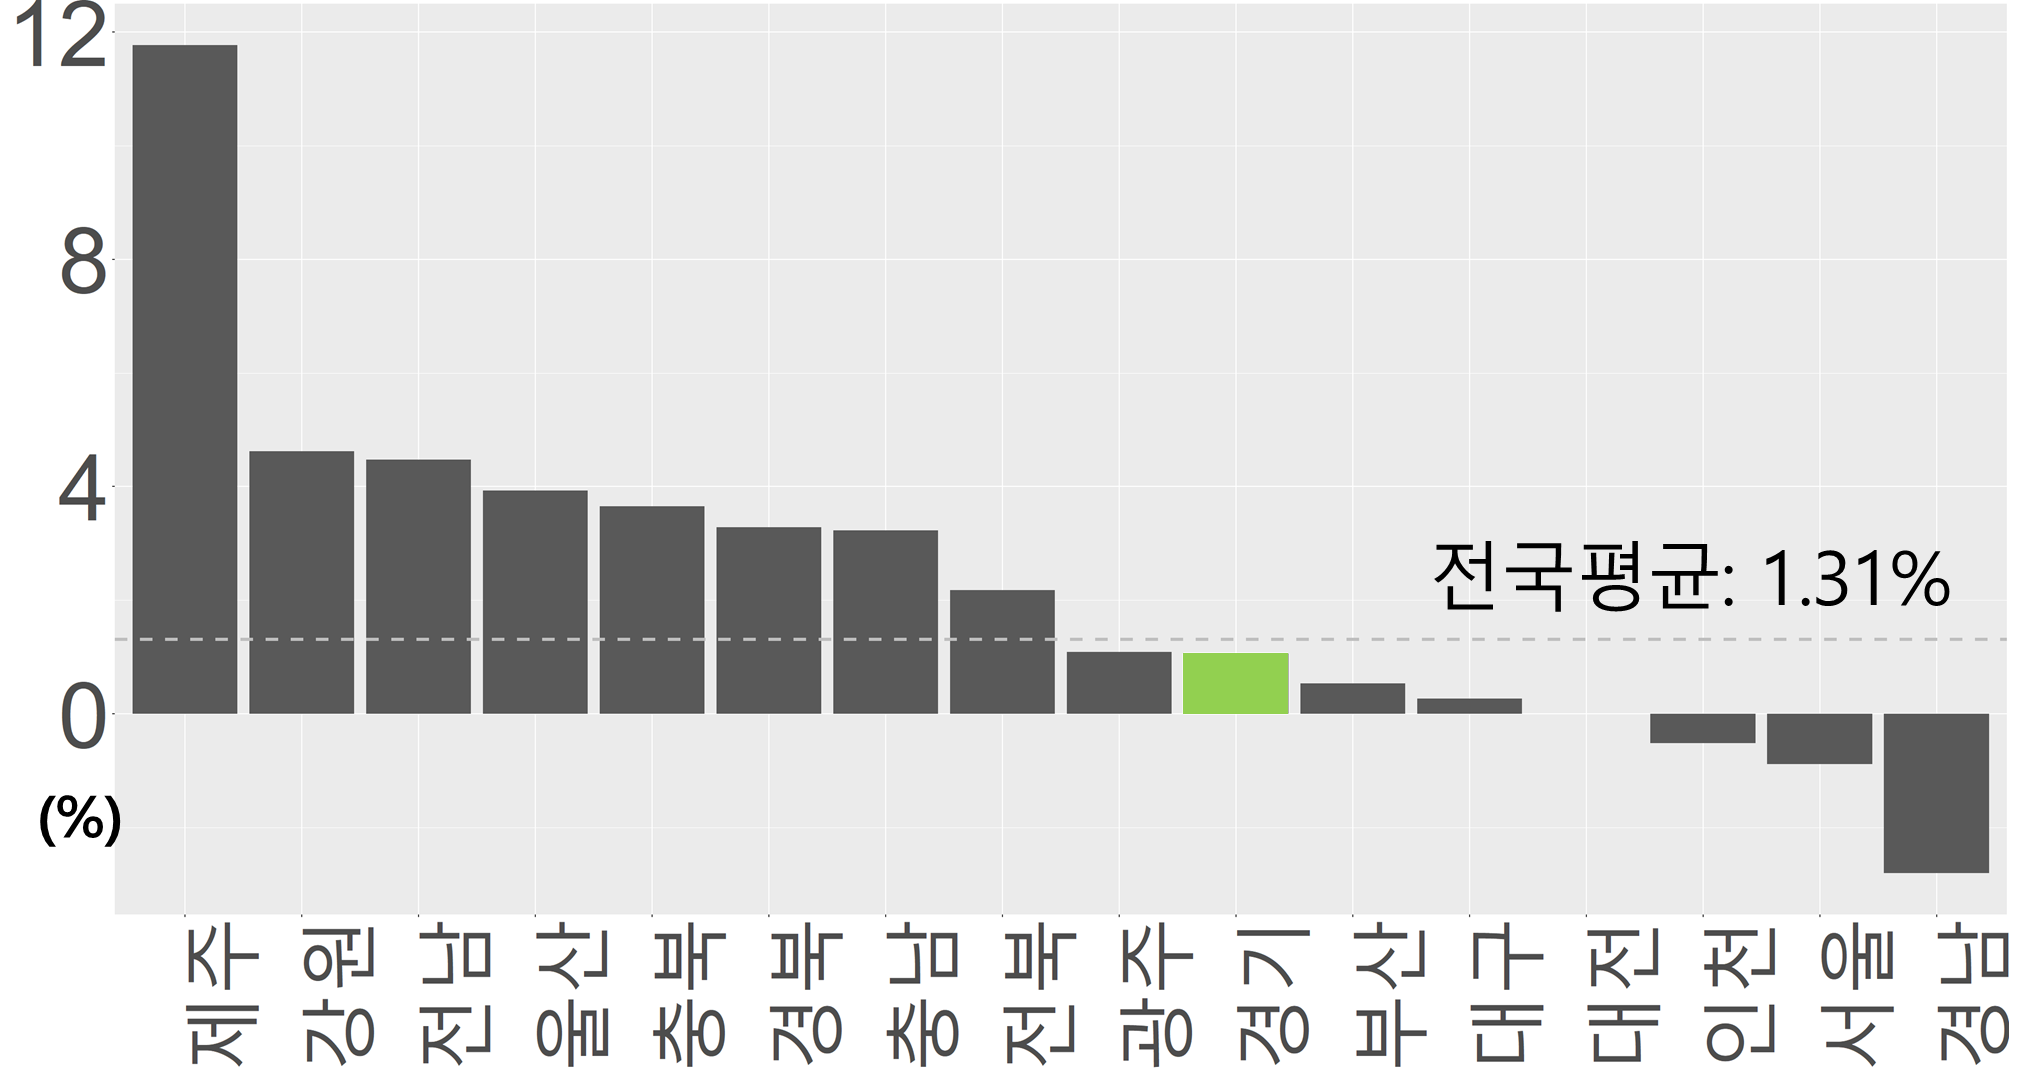 12
8
4
0
(%)
전국평균: 1.31%
제주
강원
전남
울산
충북
경북
충남
전북
광주
경기
부산
대구
대전
인천
서울
경남